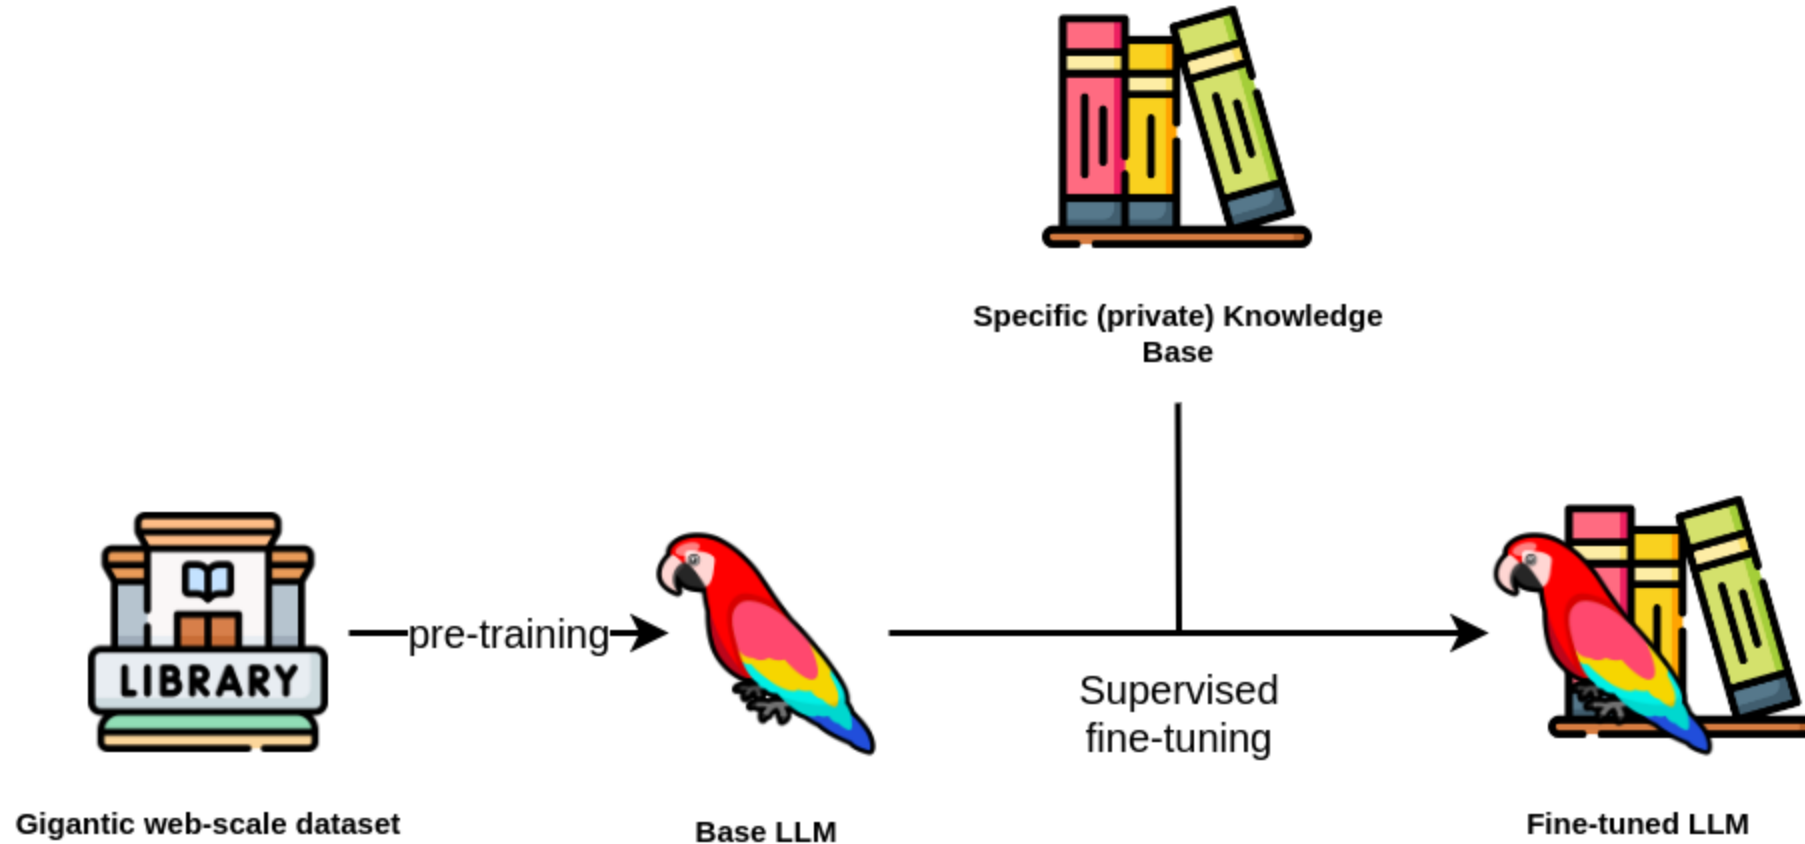 Specific (private) Knowledge
Base
LIBRARY
pre-training
Supervised
fine-tuning
Gigantic web-scale dataset
Base LLM
Fine-tuned LLM